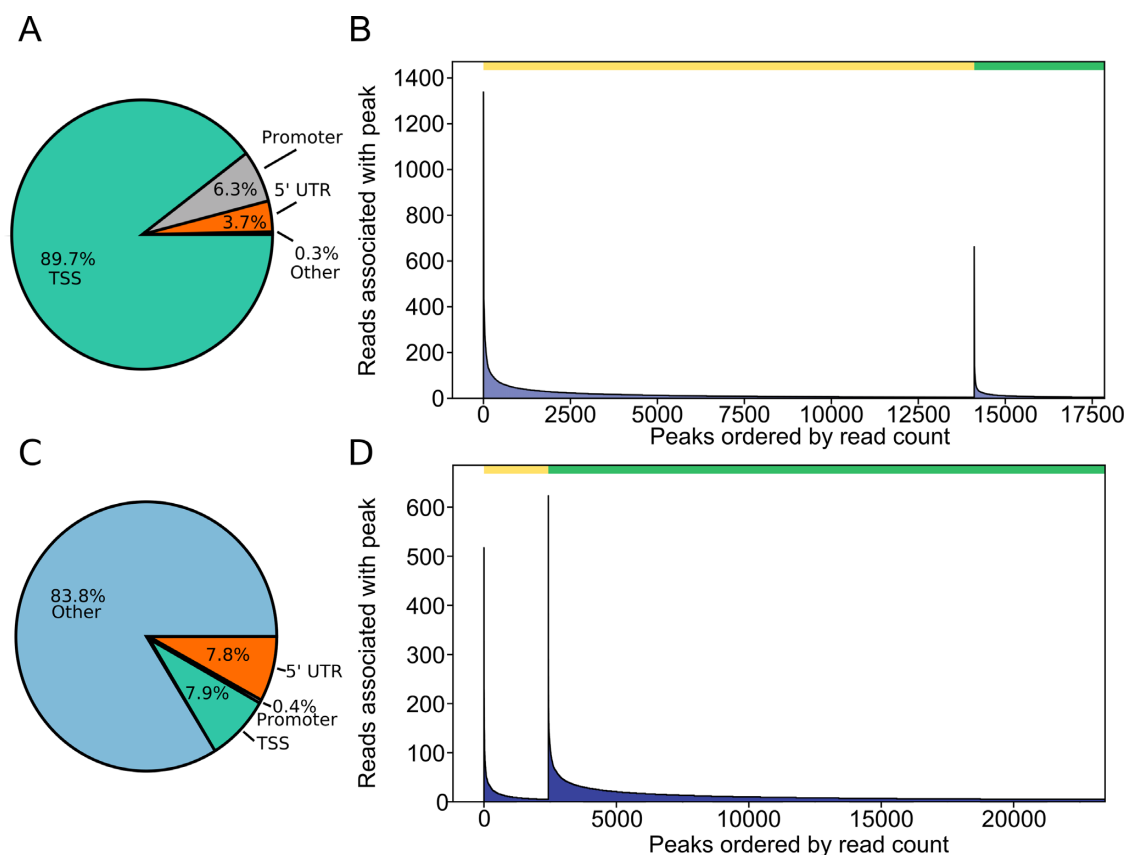 A
Promoter
6.3%
5' UTR
3.7%
0.3%
Other
89.7%
TSS
B
Reads associated with peak
1400
1200
1000
800
600
400
200
0
0 2500 5000 7500 10000 12500 15000 17500
Peaks ordered by read count
C
83.8%
Other
7.8%
5' UTR
7.9%
0.4%
Promoter
TSS
D
Reads associated with peak
600
500
400
300
200
100
0
0 5000 10000 15000 20000
Peaks ordered by read count